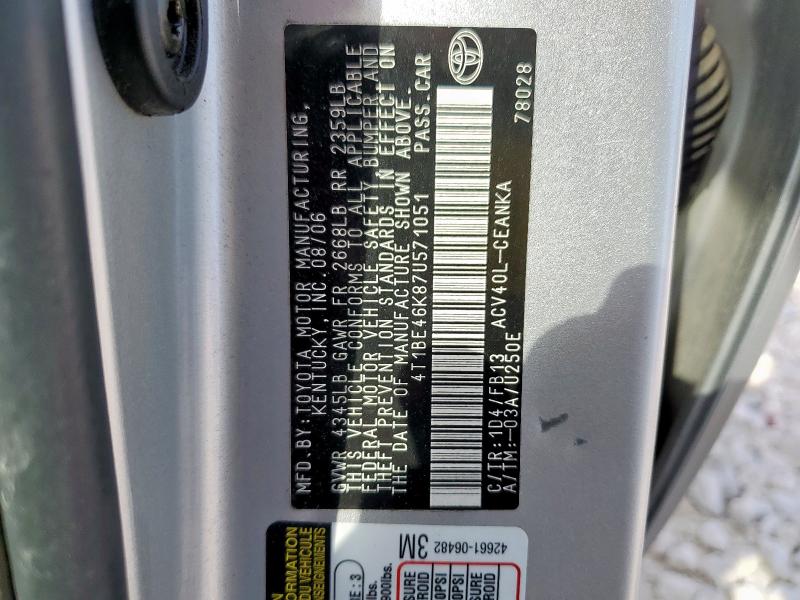 MFD.BY:TOYOTA MOTOR MANUFACTURING,
KENTUCKY, INC. 08/06
GVWR 4345LB GAWR FR 2668LB RR 2359LB
THIS VEHICLE CONFORMS TO ALL APPLICABLE
FEDERAL MOTOR VEHICLE SAFETY, BUMPER AND
THEFT PREVENTION STANDARDS IN EFFECT ON
THE DATE OF MANUFACTURE SHOWN ABOVE.
4T1BE46K87U571051 PASS.CAR
C/TR:1D4/FB13 ACV40L-CEANKA
A/TM:-03A/U250E
78028
42661-06482
3M